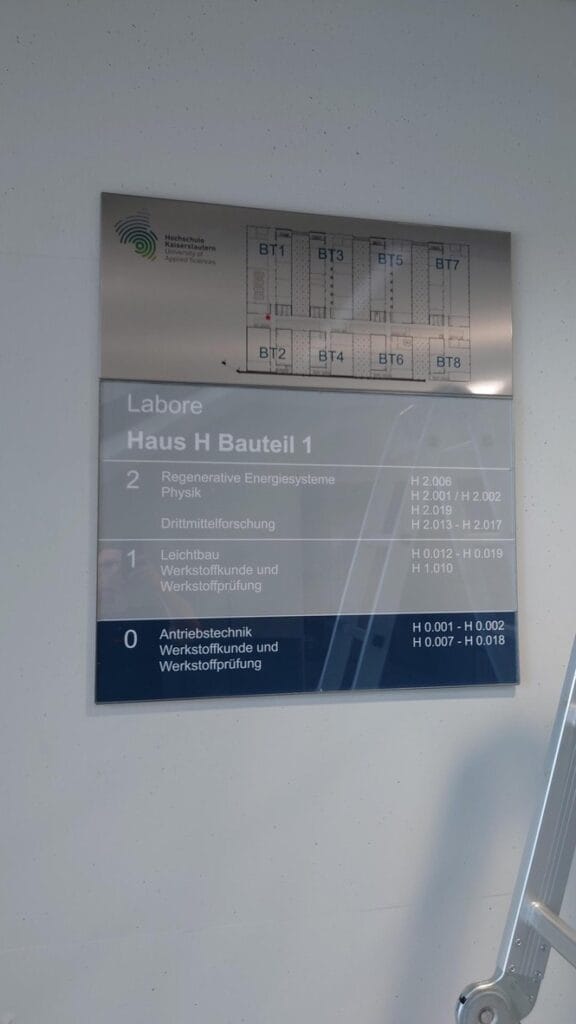 Hochschule
Kaiserslautern
University of
Applied Sciences
BT1 BT3 BT5 BT7
BT2 BT4 BT6 BT8
Labore
Haus H Bauteil 1
2 Regenerative Energiesysteme H 2.006
Physik H 2.001 / H 2.002
H 2.019
Drittmittelforschung H 2.013 - H 2.017
1 Leichtbau H 0.012 - H 0.019
Werkstoffkunde und H 1.010
Werkstoffprüfung
0 Antriebstechnik H 0.001 - H 0.002
Werkstoffkunde und H 0.007 - H 0.018
Werkstoffprüfung